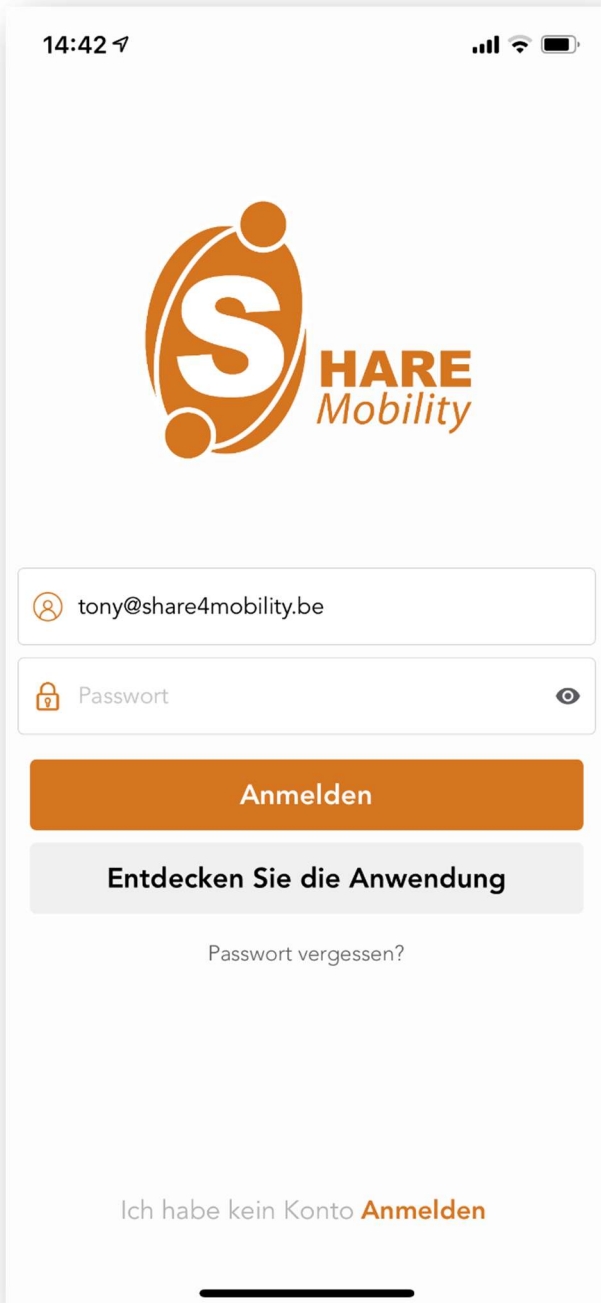 14:42
SHARE
Mobility
tony@share4mobility.be
Passwort
Anmelden
Entdecken Sie die Anwendung
Passwort vergessen?
Ich habe kein Konto Anmelden